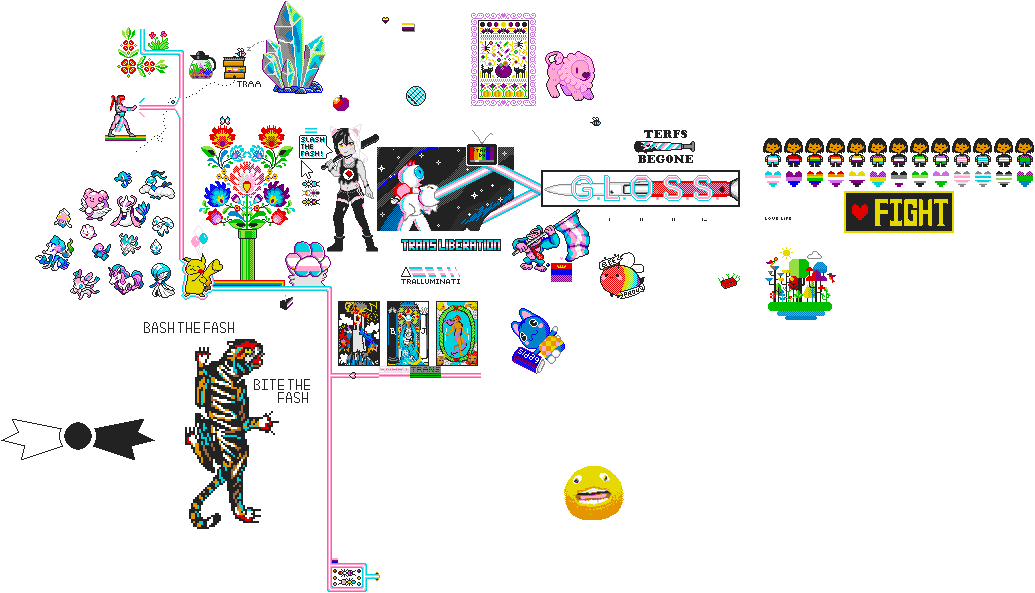 TRAA
SLASH
THE
FASH!
TERFS
BEGONE
GLOSS
FIGHT
LOVE LIFE
TRANS LIBERATION
TRALLUMINATI
BASH THE FASH
BITE THE
FASH
TRANS